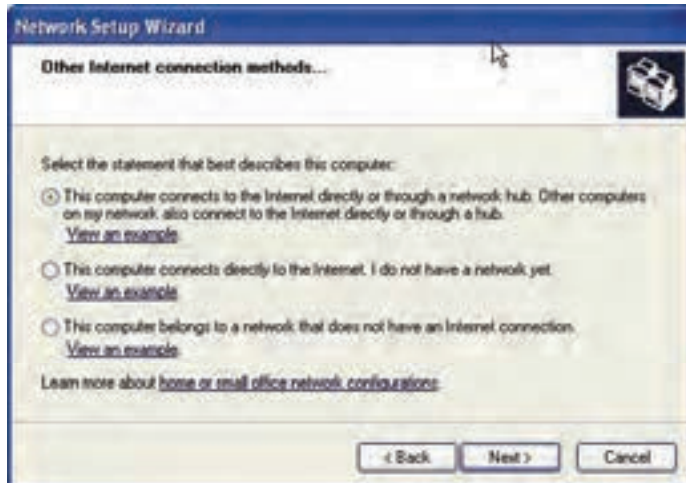 Network Setup Wizard
Other Internet connection methods...
Select the statement that best describes this computer:
This computer connects to the Internet directly or through a network hub. Other computers
on my network also connect to the Internet directly or through a hub.
View an example.
This computer connects directly to the Internet. I do not have a network yet.
View an example.
This computer belongs to a network that does not have an Internet connection.
View an example.
Learn more about home or small office network configurations.
< Back
Next >
Cancel